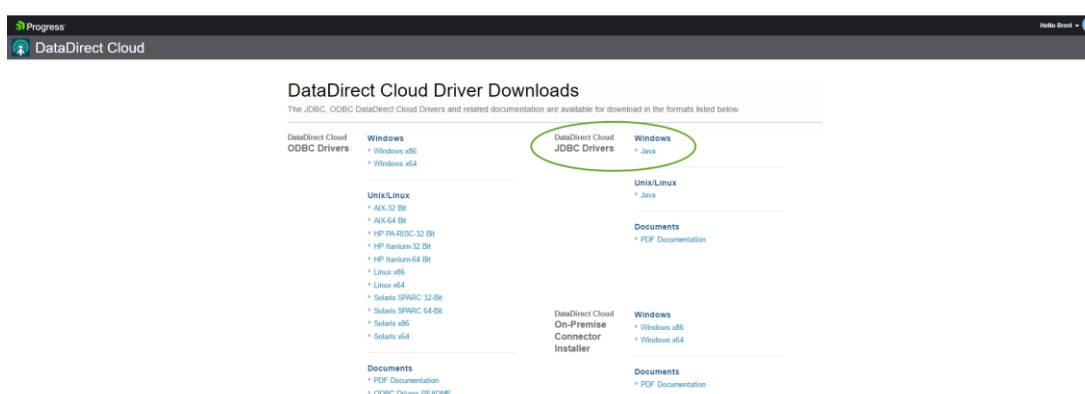 Progress
Hello Brent
DataDirect Cloud
DataDirect Cloud Driver Downloads
The JDBC, ODBC DataDirect Cloud Drivers and related documentation are available for download in the formats listed below.
DataDirect Cloud
ODBC Drivers
Windows
Windows x86
Windows x64
Unix/Linux
AIX-32 Bit
AIX-64 Bit
HP PA-RISC-32 Bit
HP Itanium-32 Bit
HP Itanium-64 Bit
Linux x86
Linux x64
Solaris SPARC 32-Bit
Solaris SPARC 64-Bit
Solaris x86
Solaris x64
Documents
PDF Documentation
ODBC Drivers README
DataDirect Cloud
JDBC Drivers
Windows
Java
Unix/Linux
Java
Documents
PDF Documentation
DataDirect Cloud
On-Premise
Connector
Installer
Windows
Windows x86
Windows x64
Documents
PDF Documentation